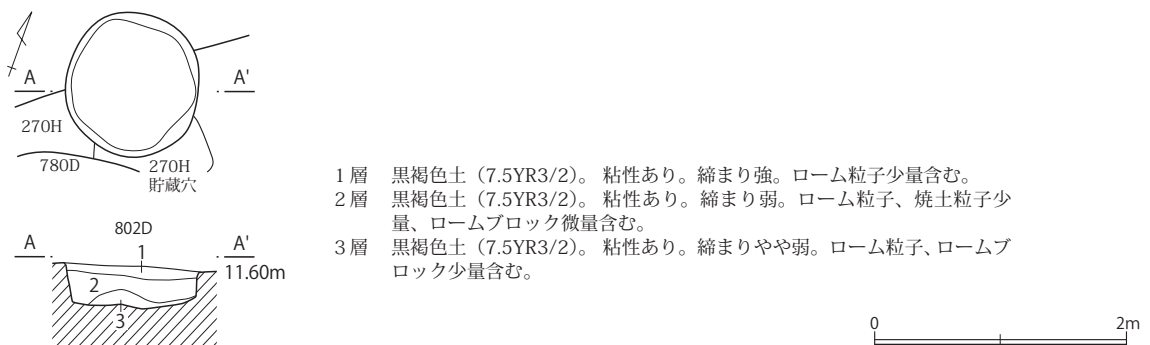 A A'
270H
780D 270H
貯蔵穴
802D
A 1 A'
11.60m
2
3
1層 黒褐色土（7.5YR3/2）。 粘性あり。締まり強。ローム粒子少量含む。
2層 黒褐色土（7.5YR3/2）。 粘性あり。締まり弱。ローム粒子、焼土粒子少
量、ロームブロック微量含む。
3層 黒褐色土（7.5YR3/2）。 粘性あり。締まりやや弱。ローム粒子、ロームブ
ロック少量含む。
0 2m